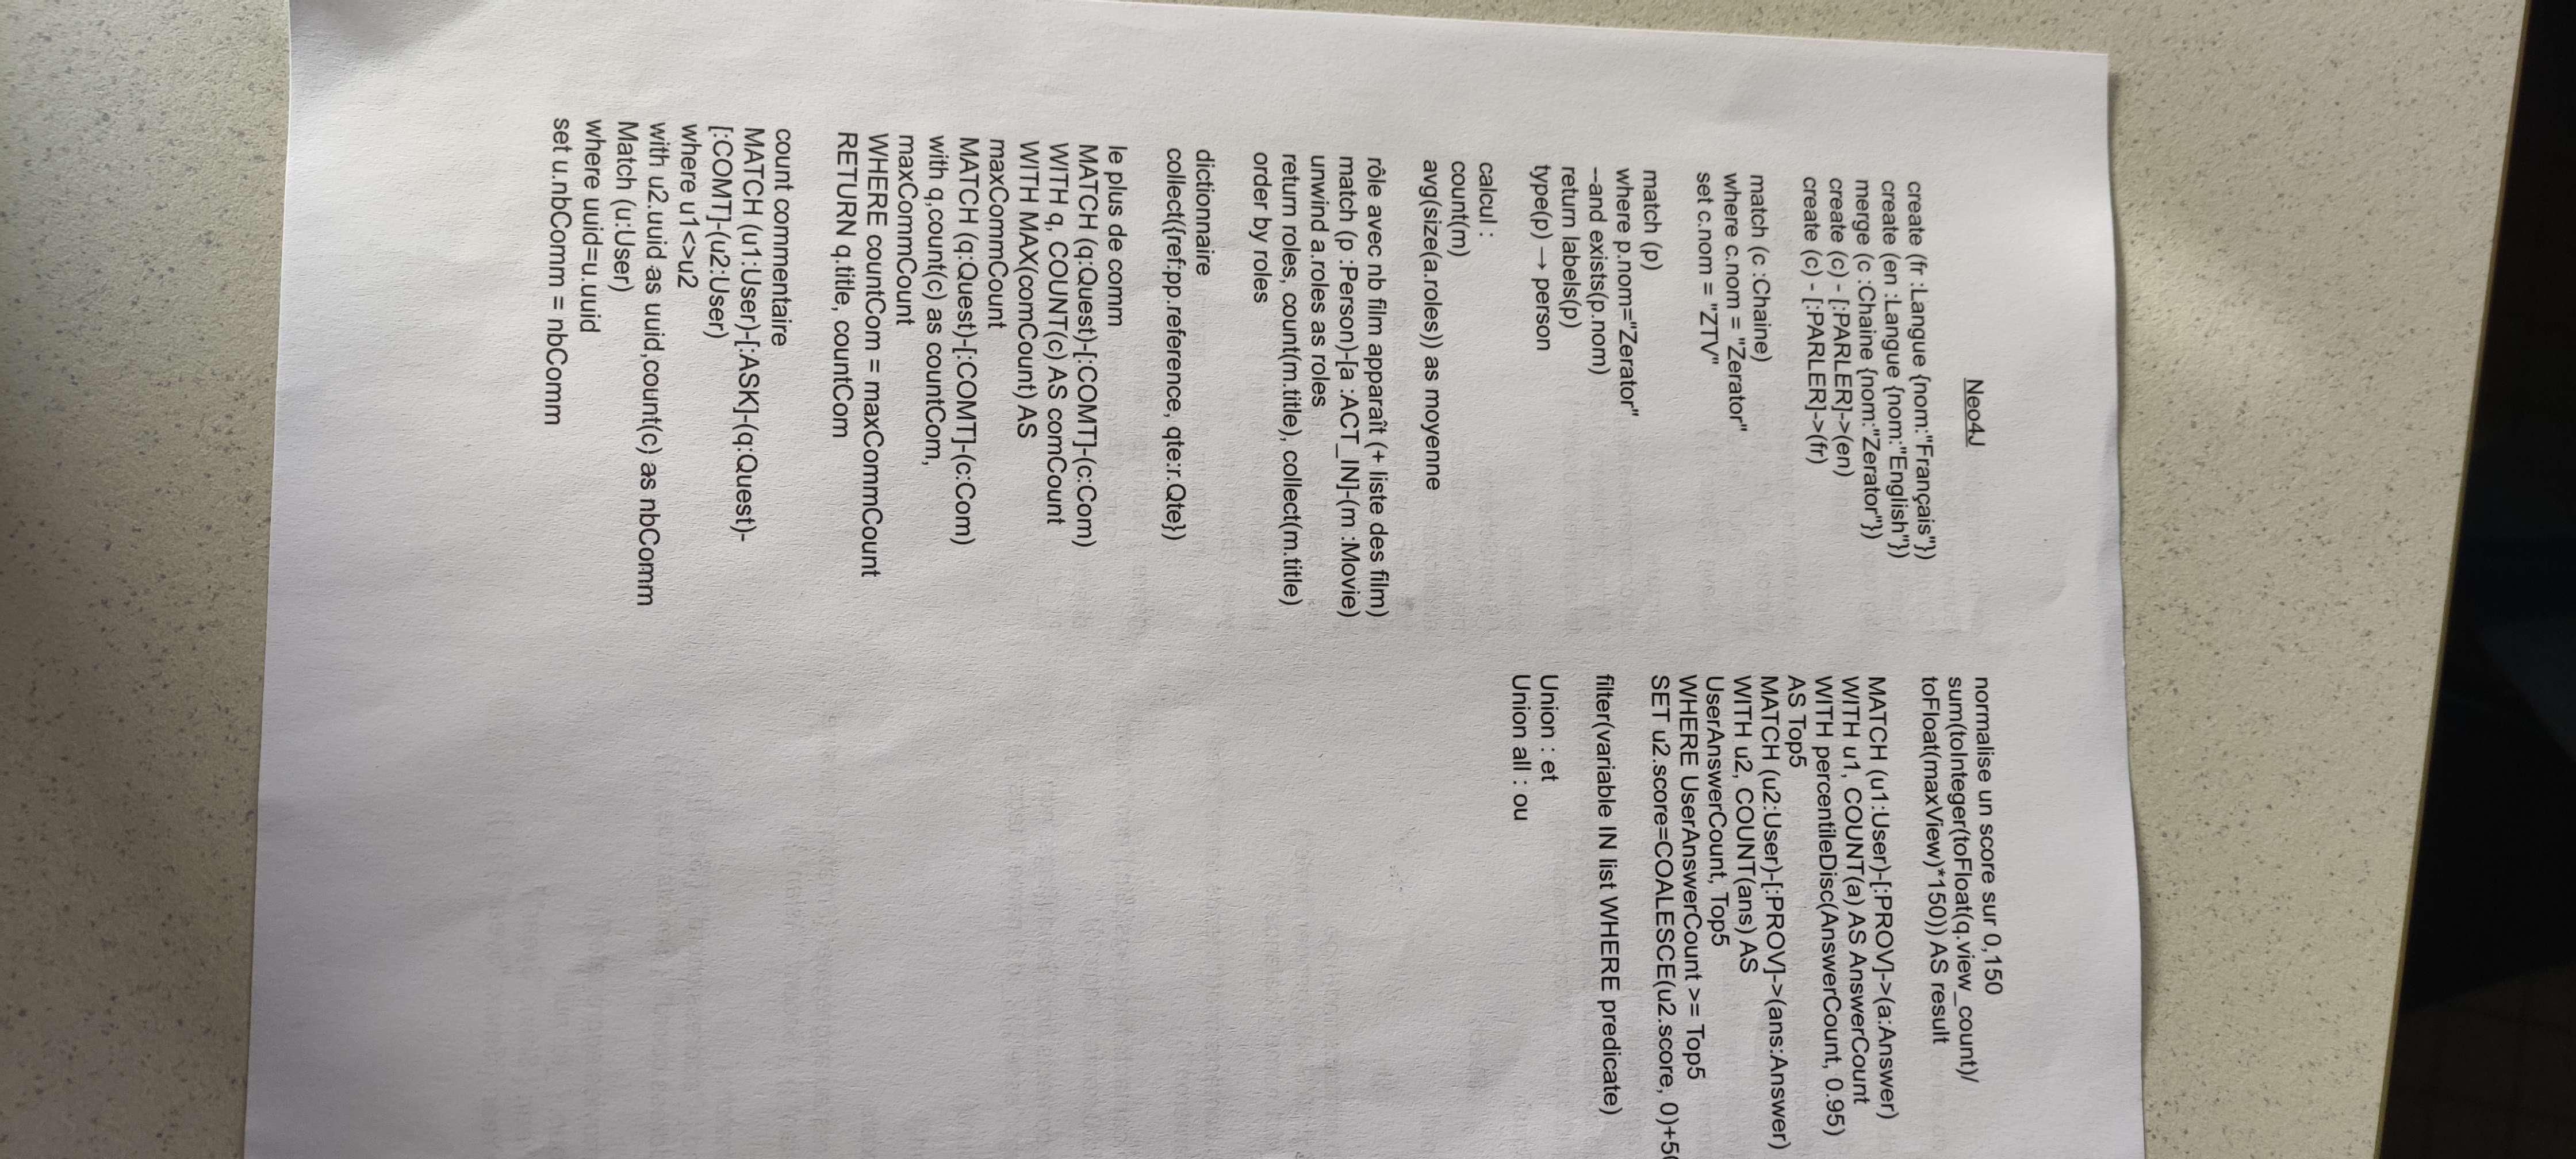 Neo4J
create (fr :Langue {nom:"Français"})
create (en :Langue {nom:"English"})
merge (c :Chaine {nom:"Zerator"})
create (c) - [:PARLER]->(en)
create (c) - [:PARLER]->(fr)
match (c :Chaine)
where c.nom = "Zerator"
set c.nom = "ZTV"
match (p)
where p.nom="Zerator"
--and exists(p.nom)
return labels(p)
type(p) → person
calcul :
count(m)
avg(size(a.roles)) as moyenne
rôle avec nb film apparaît (+ liste des film)
match (p :Person)-[a :ACT_IN]-(m :Movie)
unwind a.roles as roles
return roles, count(m.title), collect(m.title)
order by roles
dictionnaire
collect({ref:pp.reference, qte:r.Qte})
le plus de comm
MATCH (q:Quest)-[:COMT]-(c:Com)
WITH q, COUNT(c) AS comCount
WITH MAX(comCount) AS
maxCommCount
MATCH (q:Quest)-[:COMT]-(c:Com)
with q,count(c) as countCom,
maxCommCount
WHERE countCom = maxCommCount
RETURN q.title, countCom
count commentaire
MATCH (u1:User)-[:ASK]-(q:Quest)-
[:COMT]-(u2:User)
where u1<>u2
with u2.uuid as uuid,count(c) as nbComm
Match (u:User)
where uuid=u.uuid
set u.nbComm = nbComm
normalise un score sur 0,150
sum(toInteger(toFloat(q.view_count)/
toFloat(maxView)*150)) AS result
MATCH (u1:User)-[:PROV]->(a:Answer)
WITH u1, COUNT(a) AS AnswerCount
WITH percentileDisc(AnswerCount, 0.95)
AS Top5
MATCH (u2:User)-[:PROV]->(ans:Answer)
WITH u2, COUNT(ans) AS
UserAnswerCount, Top5
WHERE UserAnswerCount >= Top5
SET u2.score=COALESCE(u2.score, 0)+50
filter(variable IN list WHERE predicate)
Union : et
Union all : ou